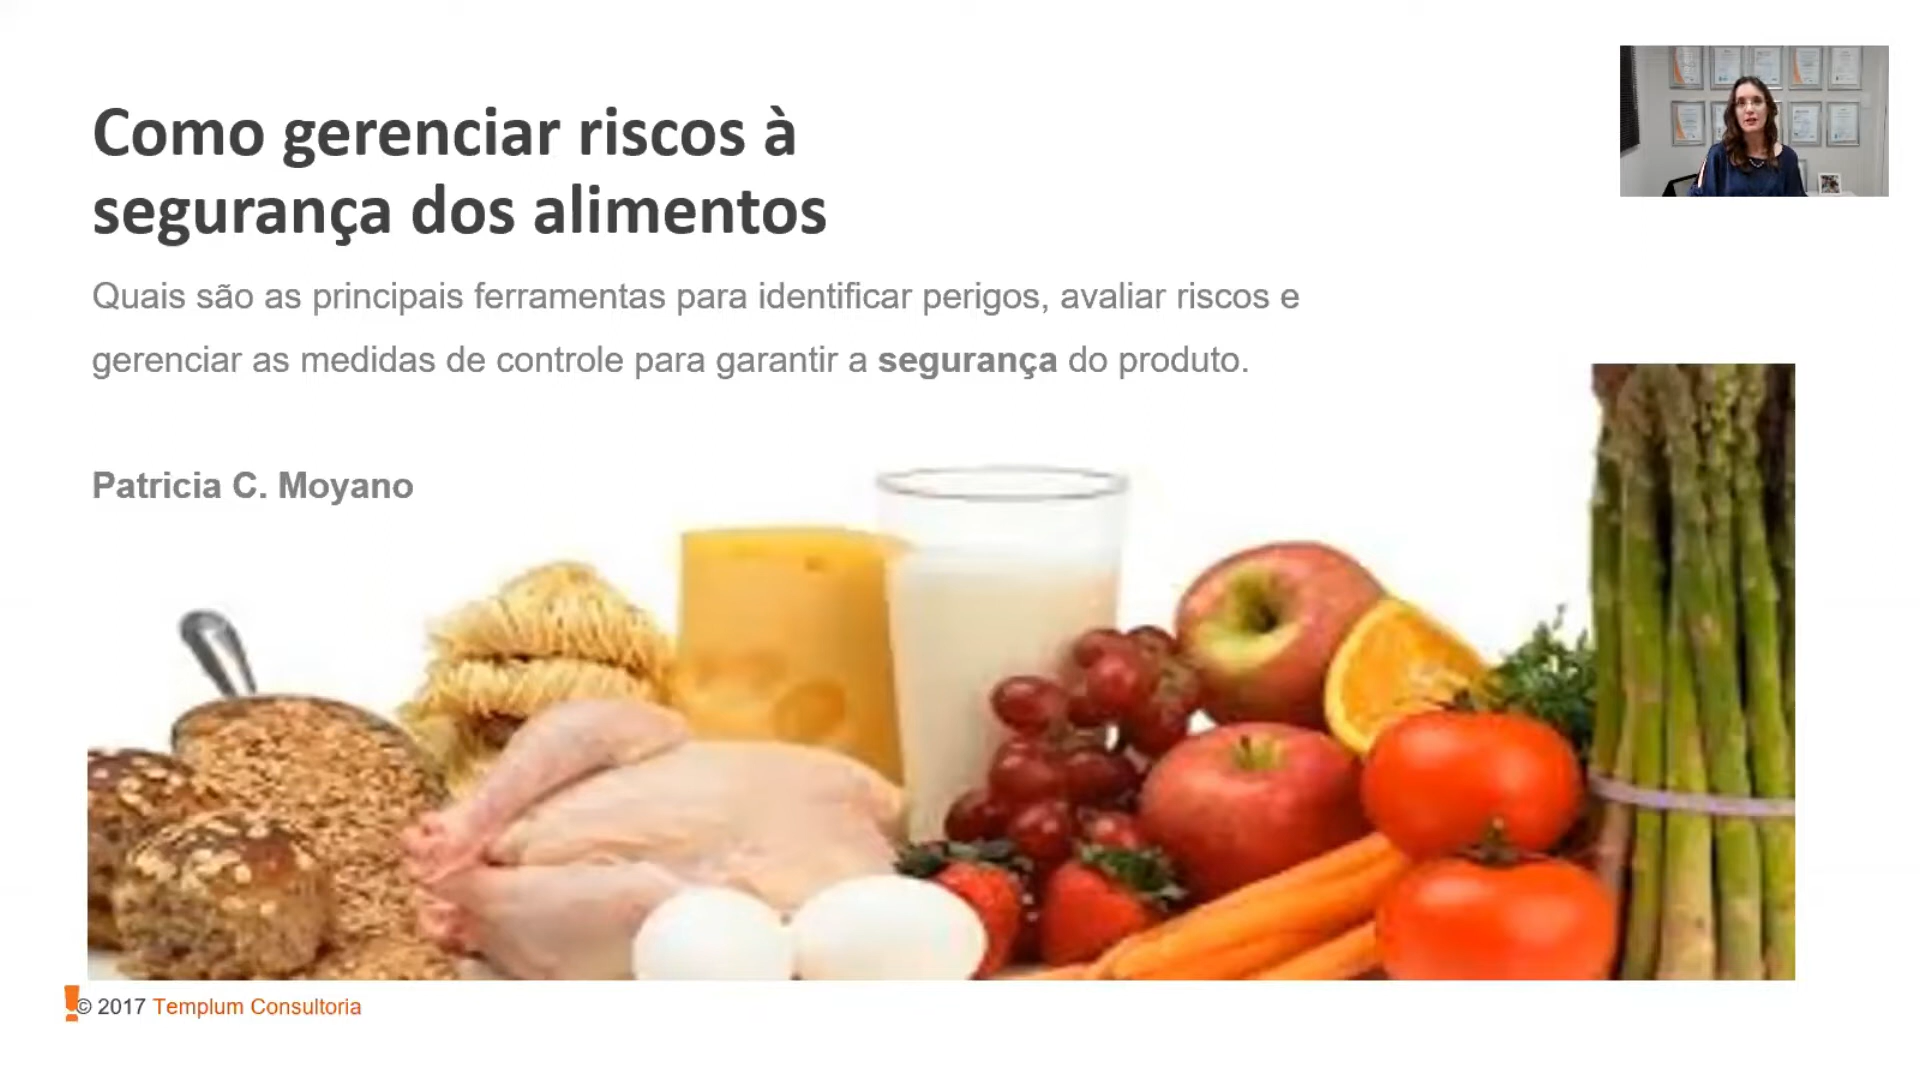 Como gerenciar riscos à
segurança dos alimentos
Quais são as principais ferramentas para identificar perigos, avaliar riscos e
gerenciar as medidas de controle para garantir a segurança do produto.
Patricia C. Moyano
© 2017 Templum Consultoria